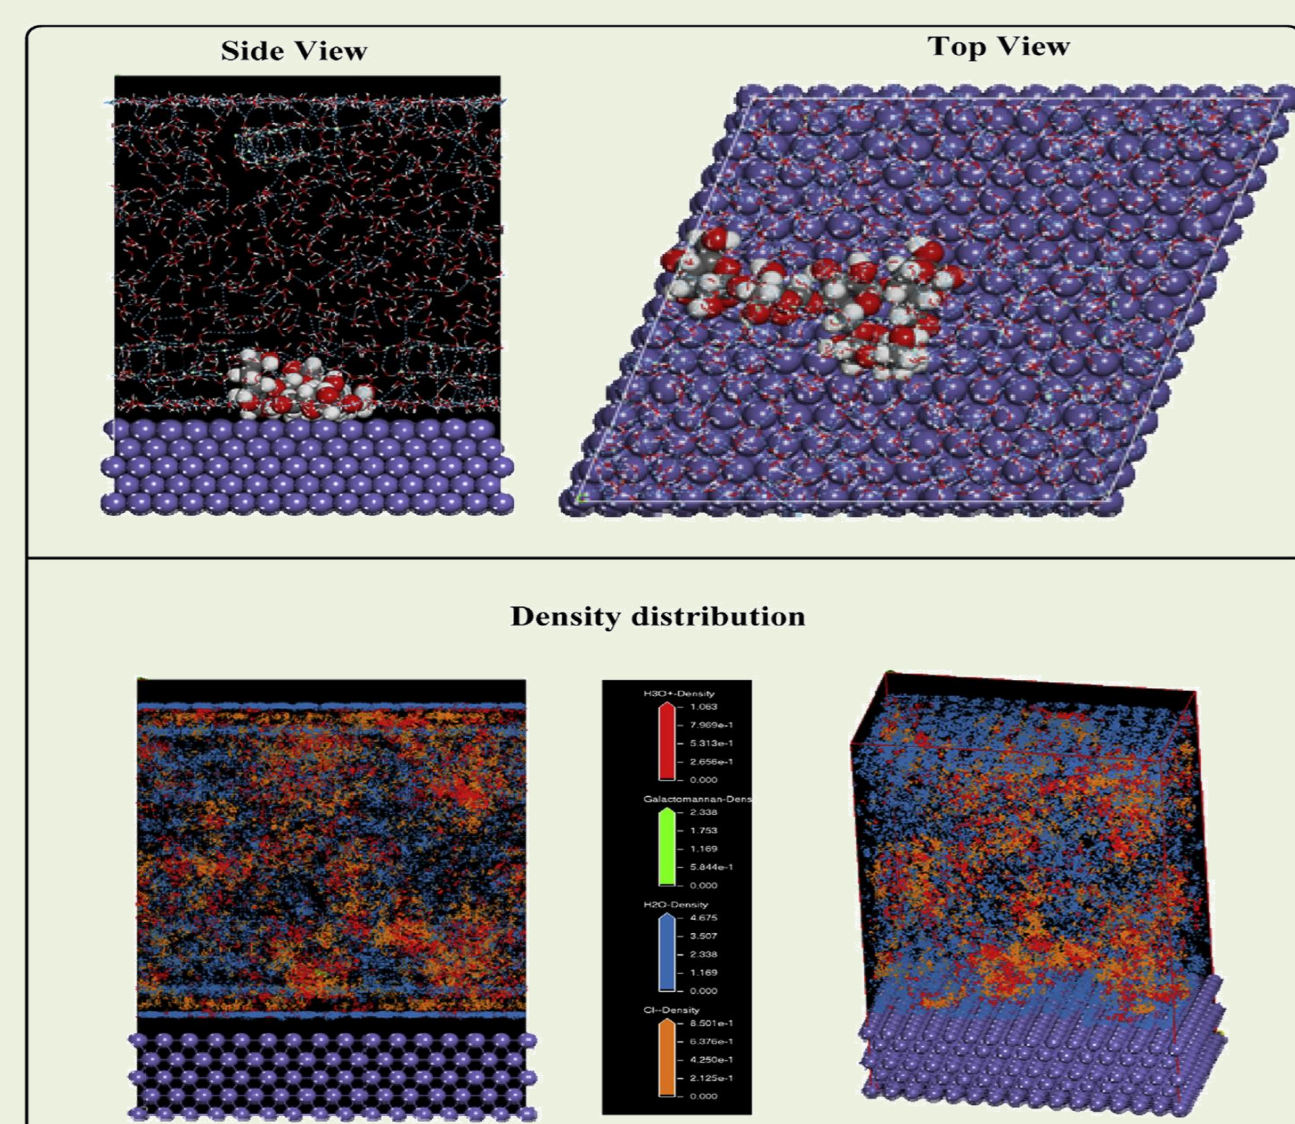 Side View
Top View
Density distribution
H3O+-Density
1.063
7.969e-1
5.313e-1
2.656e-1
0.000
Galactomannan-Dens
2.338
1.753
1.169
5.844e-1
0.000
H2O-Density
4.675
3.507
2.338
1.169
0.000
Cl--Density
8.501e-1
6.376e-1
4.250e-1
2.125e-1
0.000